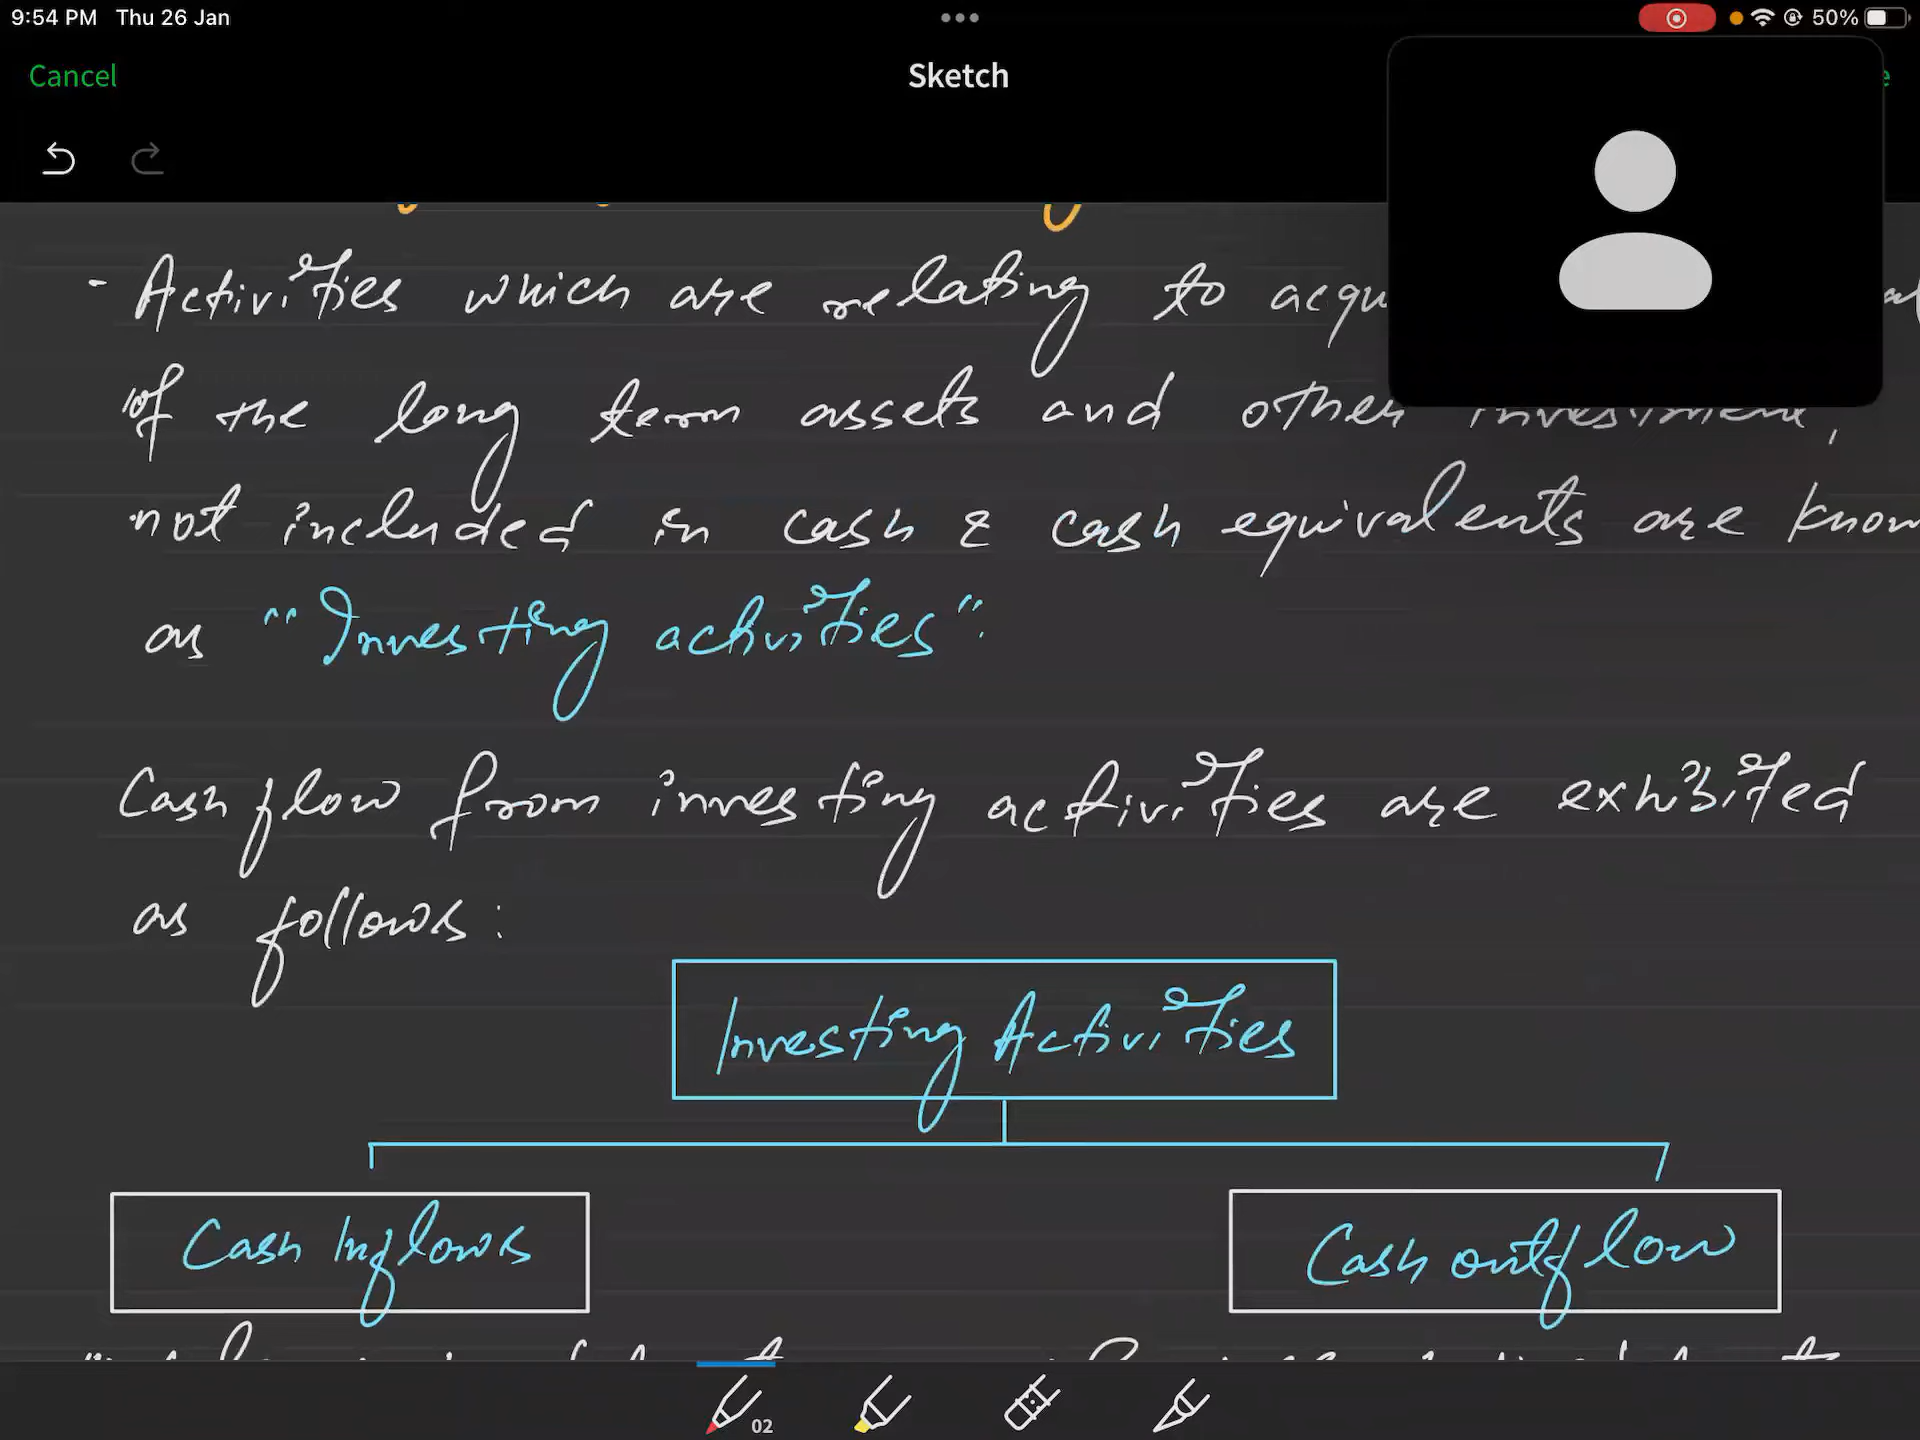 9:54 PM Thu 26 Jan
50%
Cancel
Sketch
- Activities which are relating to acqu
of the long term assets and other investment,
not included in cash & cash equivalents are know
as "Investing activities".
Cash flow from investing activities are exhibited
as follows:
Investing Activities
Cash Inflows
Cash outflow
02